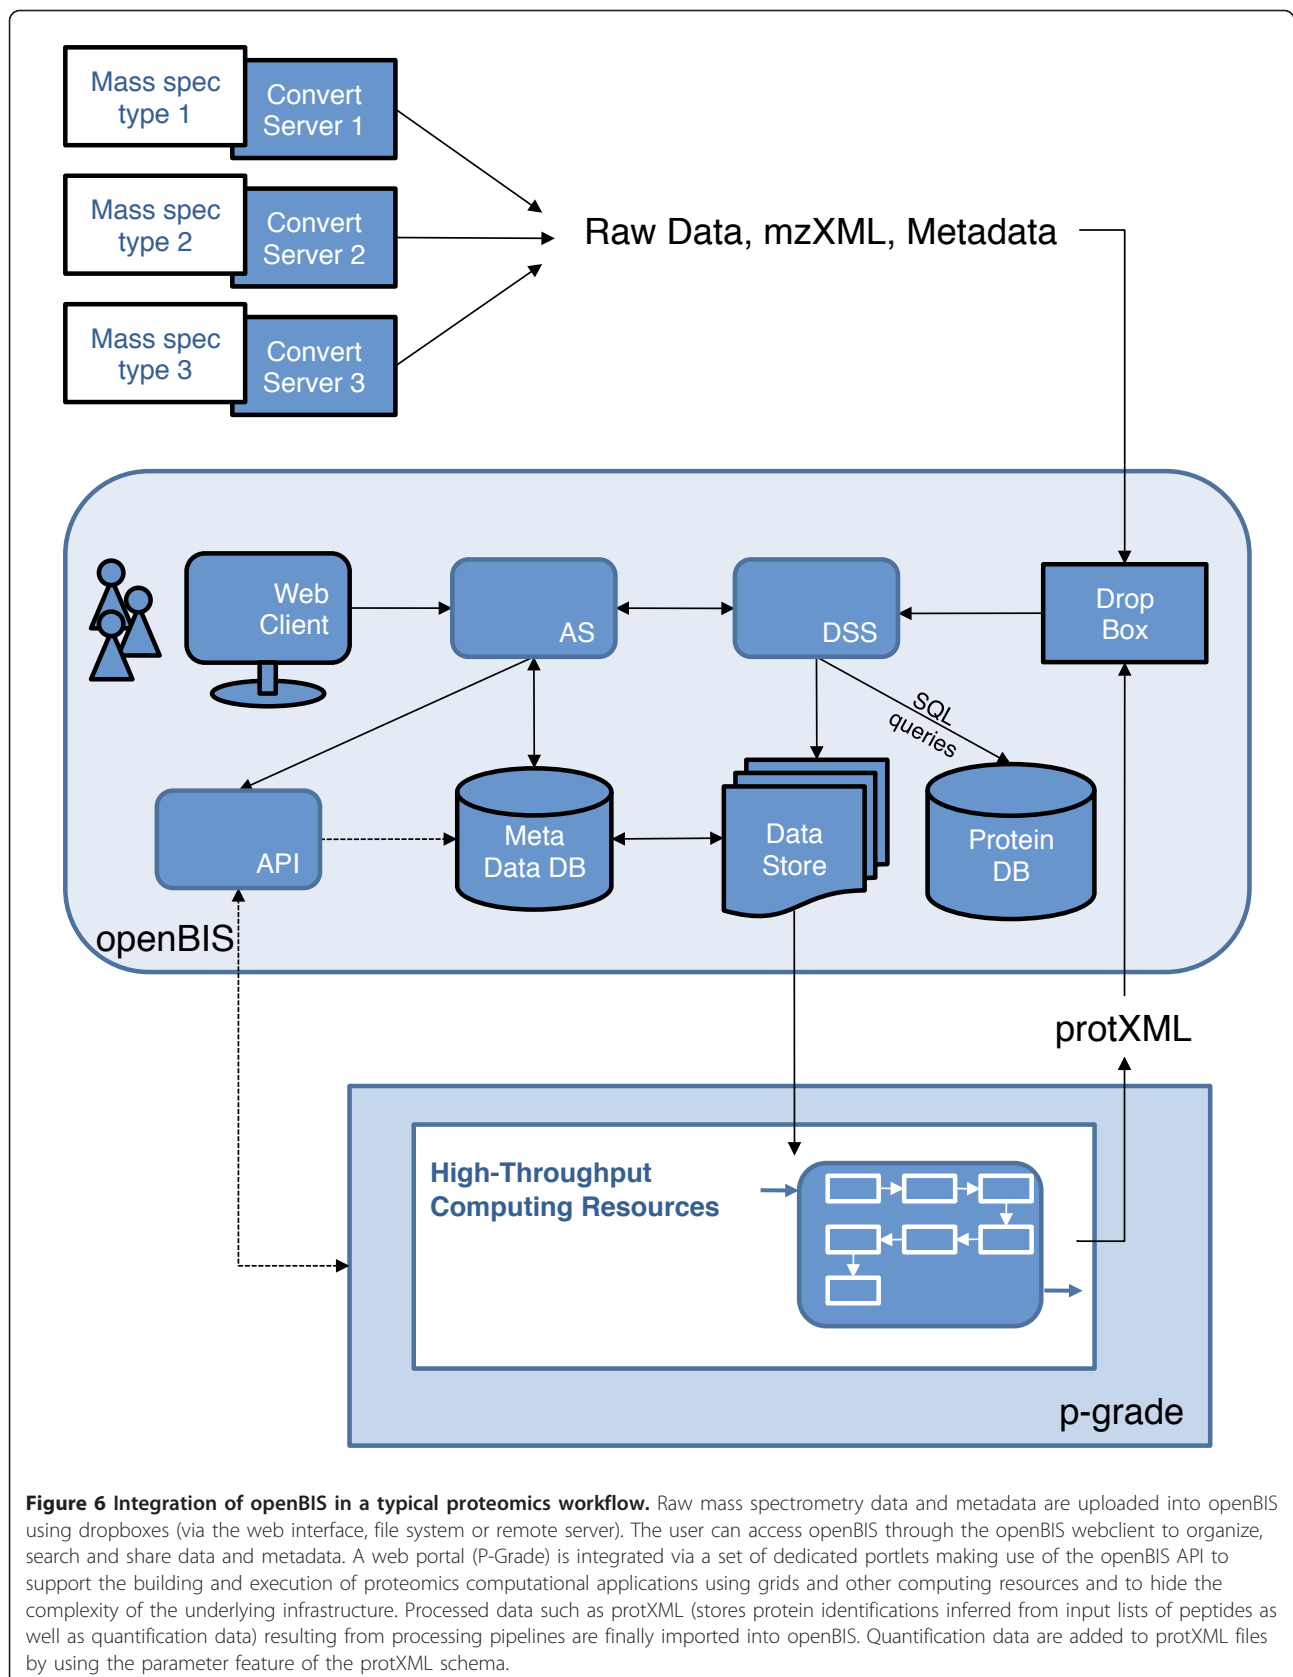 Mass spec
type 1
Convert
Server 1
Mass spec
type 2
Convert
Server 2
Mass spec
type 3
Convert
Server 3
Raw Data, mzXML, Metadata
Web
Client
AS
DSS
Drop
Box
SQL
queries
API
Meta
Data DB
Data
Store
Protein
DB
openBIS
protXML
High-Throughput
Computing Resources
p-grade
Figure 6 Integration of openBIS in a typical proteomics workflow. Raw mass spectrometry data and metadata are uploaded into openBIS
using dropboxes (via the web interface, file system or remote server). The user can access openBIS through the openBIS webclient to organize,
search and share data and metadata. A web portal (P-Grade) is integrated via a set of dedicated portlets making use of the openBIS API to
support the building and execution of proteomics computational applications using grids and other computing resources and to hide the
complexity of the underlying infrastructure. Processed data such as protXML (stores protein identifications inferred from input lists of peptides as
well as quantification data) resulting from processing pipelines are finally imported into openBIS. Quantification data are added to protXML files
by using the parameter feature of the protXML schema.